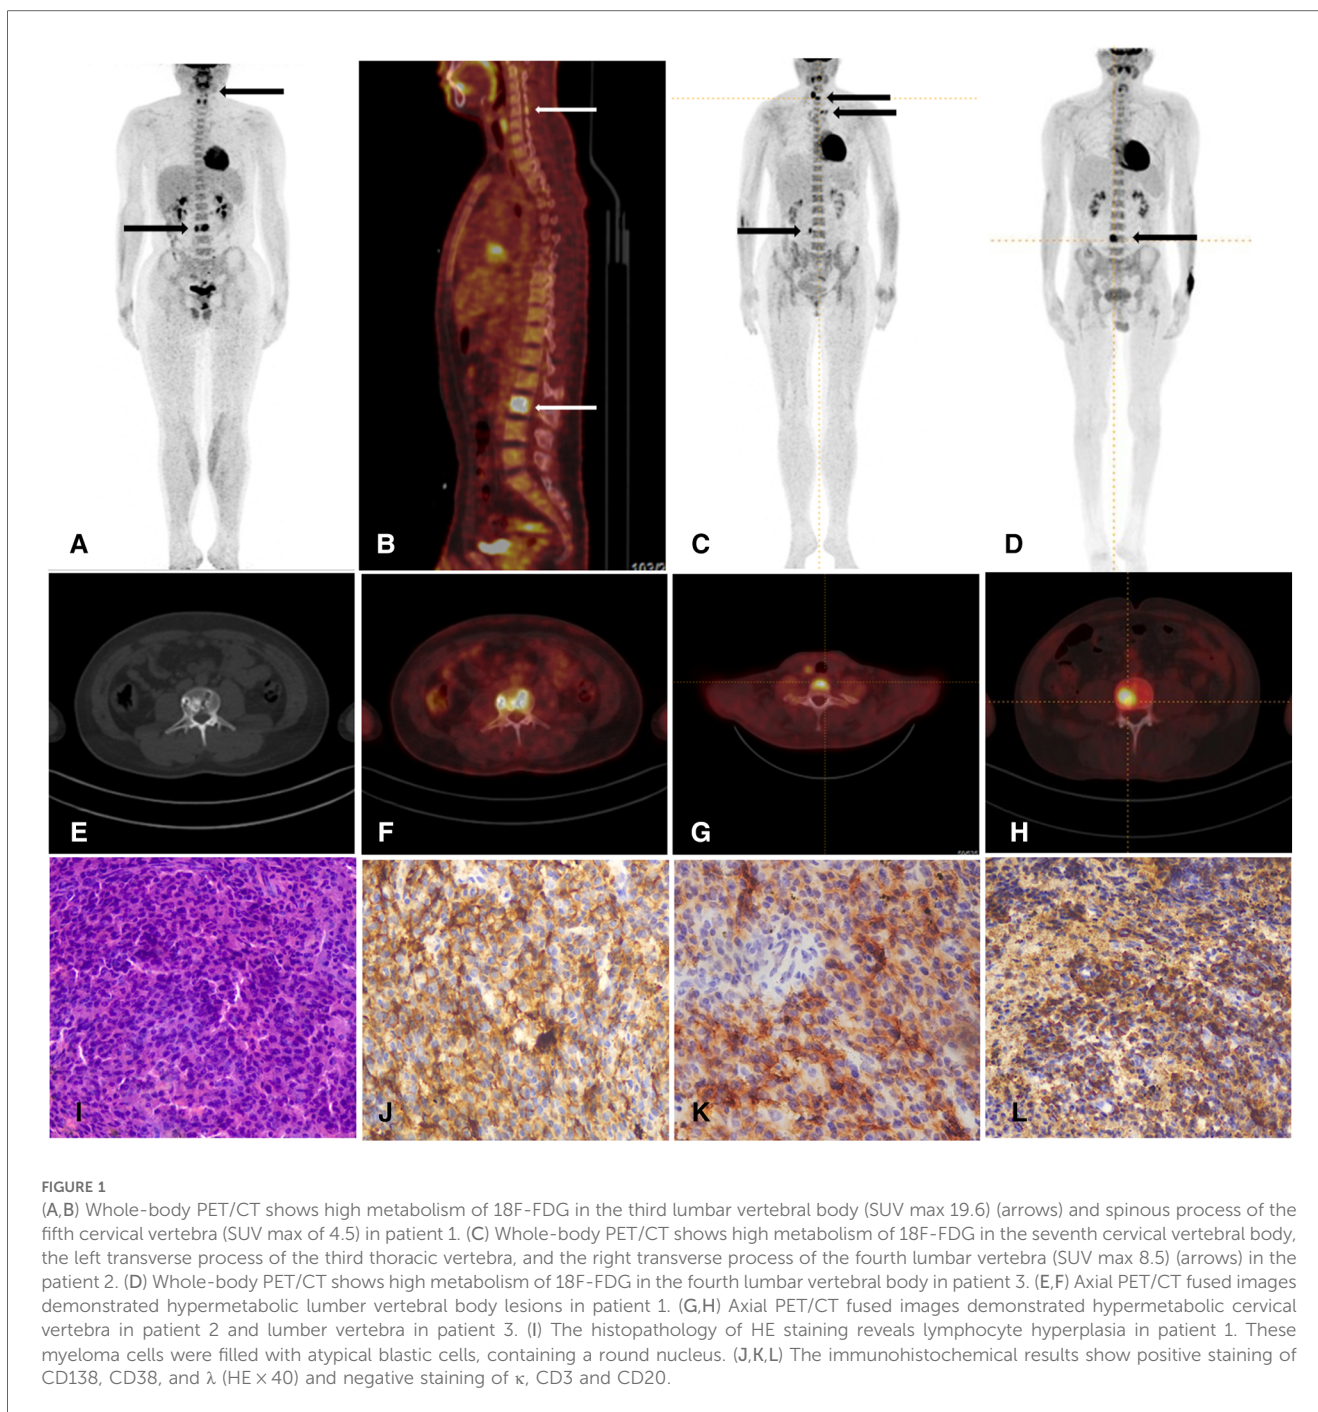 A
B
C
D
E
F
G
H
I
J
K
L
FIGURE 1
(A,B) Whole-body PET/CT shows high metabolism of 18F-FDG in the third lumbar vertebral body (SUV max 19.6) (arrows) and spinous process of the
fifth cervical vertebra (SUV max of 4.5) in patient 1. (C) Whole-body PET/CT shows high metabolism of 18F-FDG in the seventh cervical vertebral body,
the left transverse process of the third thoracic vertebra, and the right transverse process of the fourth lumbar vertebra (SUV max 8.5) (arrows) in the
patient 2. (D) Whole-body PET/CT shows high metabolism of 18F-FDG in the fourth lumbar vertebral body in patient 3. (E,F) Axial PET/CT fused images
demonstrated hypermetabolic lumber vertebral body lesions in patient 1. (G,H) Axial PET/CT fused images demonstrated hypermetabolic cervical
vertebra in patient 2 and lumber vertebra in patient 3. (I) The histopathology of HE staining reveals lymphocyte hyperplasia in patient 1. These
myeloma cells were filled with atypical blastic cells, containing a round nucleus. (J,K,L) The immunohistochemical results show positive staining of
CD138, CD38, and λ (HE × 40) and negative staining of κ, CD3 and CD20.